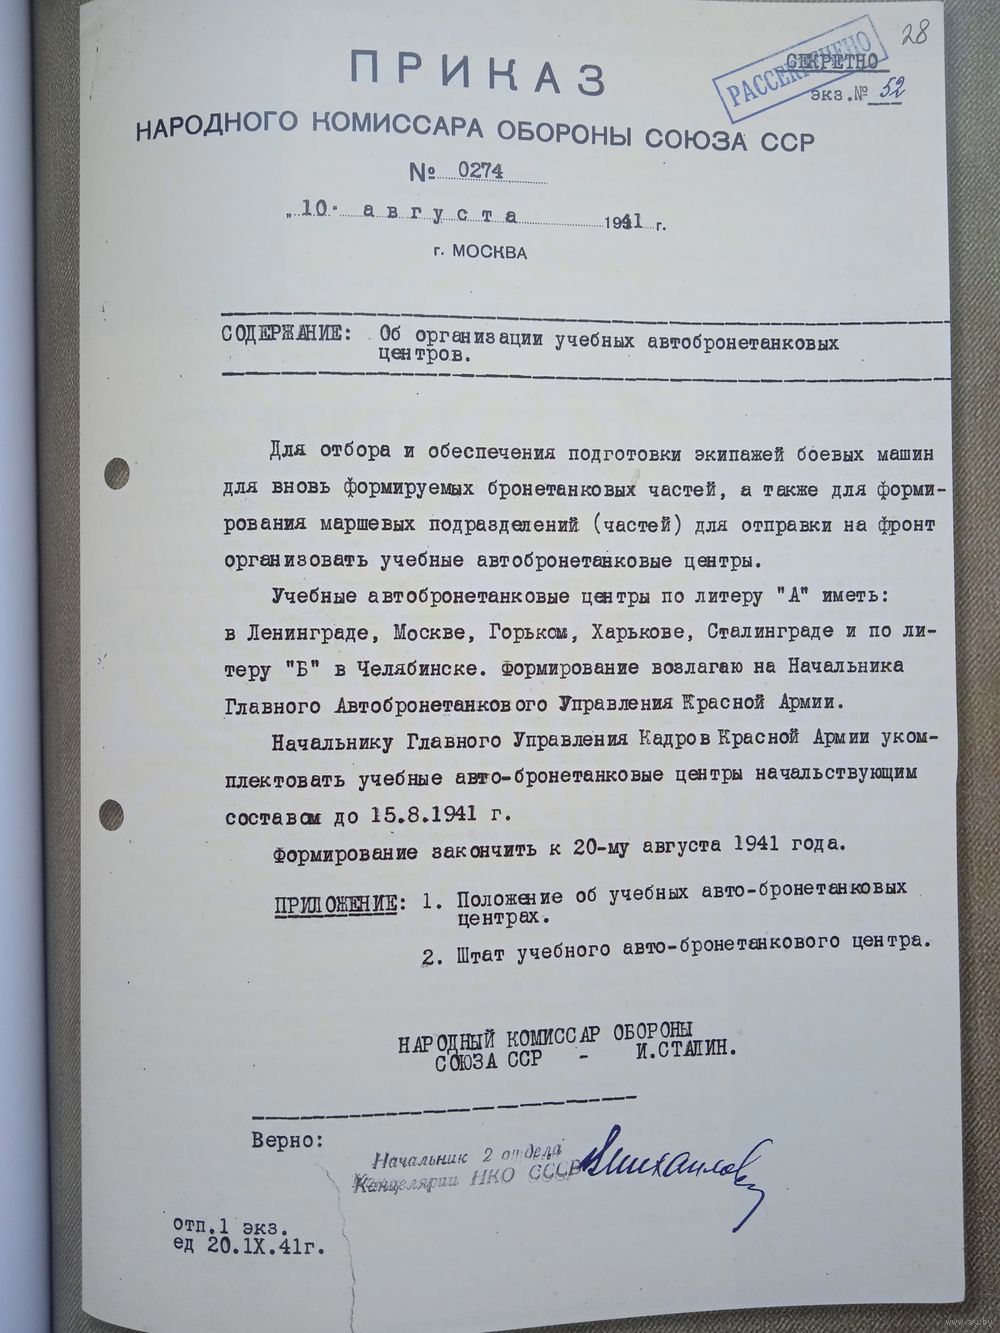 28
РАССЕКРЕЧЕНО
СЕКРЕТНО
экз.№ 52
ПРИКАЗ
НАРОДНОГО КОМИССАРА ОБОРОНЫ СОЮЗА ССР
№ 0274
„10" августа 1941 г.
г. МОСКВА
СОДЕРЖАНИЕ: Об организации учебных автобронетанковых
центров.
Для отбора и обеспечения подготовки экипажей боевых машин
для вновь формируемых бронетанковых частей, а также для форми-
рования маршевых подразделений (частей) для отправки на фронт
организовать учебные автобронетанковые центры.
Учебные автобронетанковые центры по литеру "А" иметь:
в Ленинграде, Москве, Горьком, Харькове, Сталинграде и по ли-
теру "Б" в Челябинске. Формирование возлагаю на Начальника
Главного Автобронетанкового Управления Красной Армии.
Начальнику Главного Управления Кадров Красной Армии уком-
плектовать учебные авто-бронетанковые центры начальствующим
составом до 15.8.1941 г.
Формирование закончить к 20-му августа 1941 года.
ПРИЛОЖЕНИЕ: 1. Положение об учебных авто-бронетанковых
центрах.
2. Штат учебного авто-бронетанкового центра.
НАРОДНЫЙ КОМИССАР ОБОРОНЫ
СОЮЗА ССР - И.СТАЛИН.
Верно:
Начальник 2 отдела
Канцелярии НКО СССР
отп.1 экз.
ед 20.IX.41г.
www.ay.by